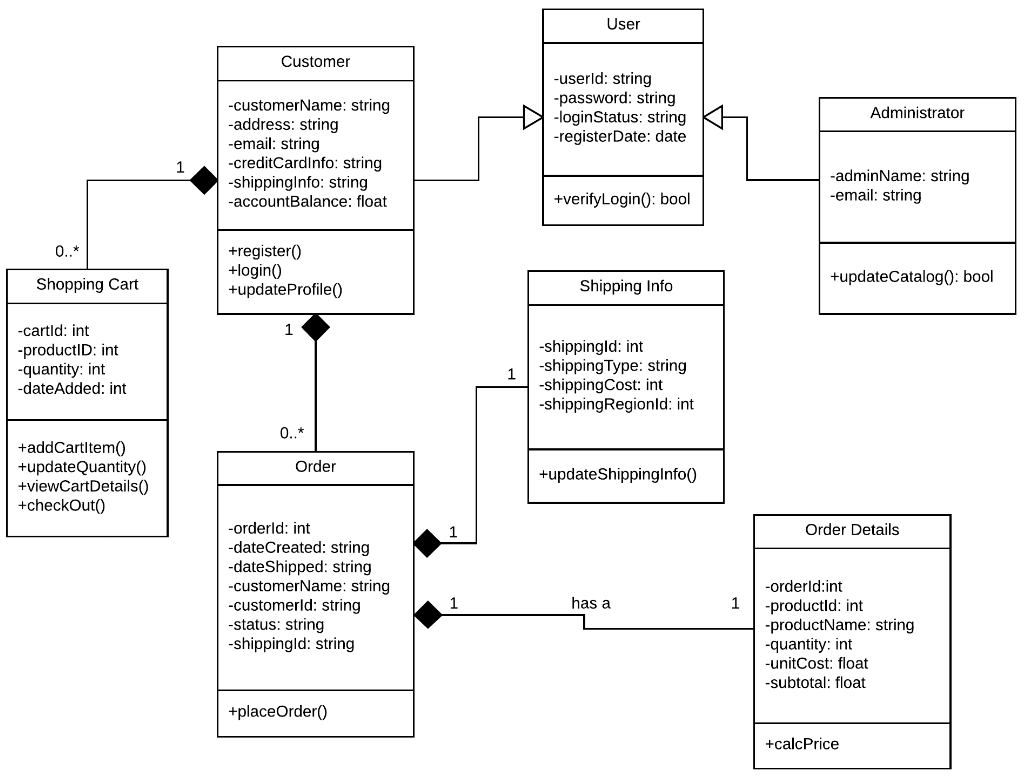 User
-userId: string
-password: string
-loginStatus: string
-registerDate: date
+verifyLogin(): bool
Customer
-customerName: string
-address: string
-email: string
-creditCardInfo: string
-shippingInfo: string
-accountBalance: float
+register()
+login()
+updateProfile()
Administrator
-adminName: string
-email: string
+updateCatalog(): bool
1
0..*
Shopping Cart
-cartId: int
-productID: int
-quantity: int
-dateAdded: int
+addCartItem()
+updateQuantity()
+viewCartDetails()
+checkOut()
1
0..*
Shipping Info
-shippingId: int
-shippingType: string
-shippingCost: int
-shippingRegionId: int
+updateShippingInfo()
1
Order
-orderId: int
-dateCreated: string
-dateShipped: string
-customerName: string
-customerId: string
-status: string
-shippingId: string
+placeOrder()
1
1
has a
1
Order Details
-orderId:int
-productId: int
-productName: string
-quantity: int
-unitCost: float
-subtotal: float
+calcPrice